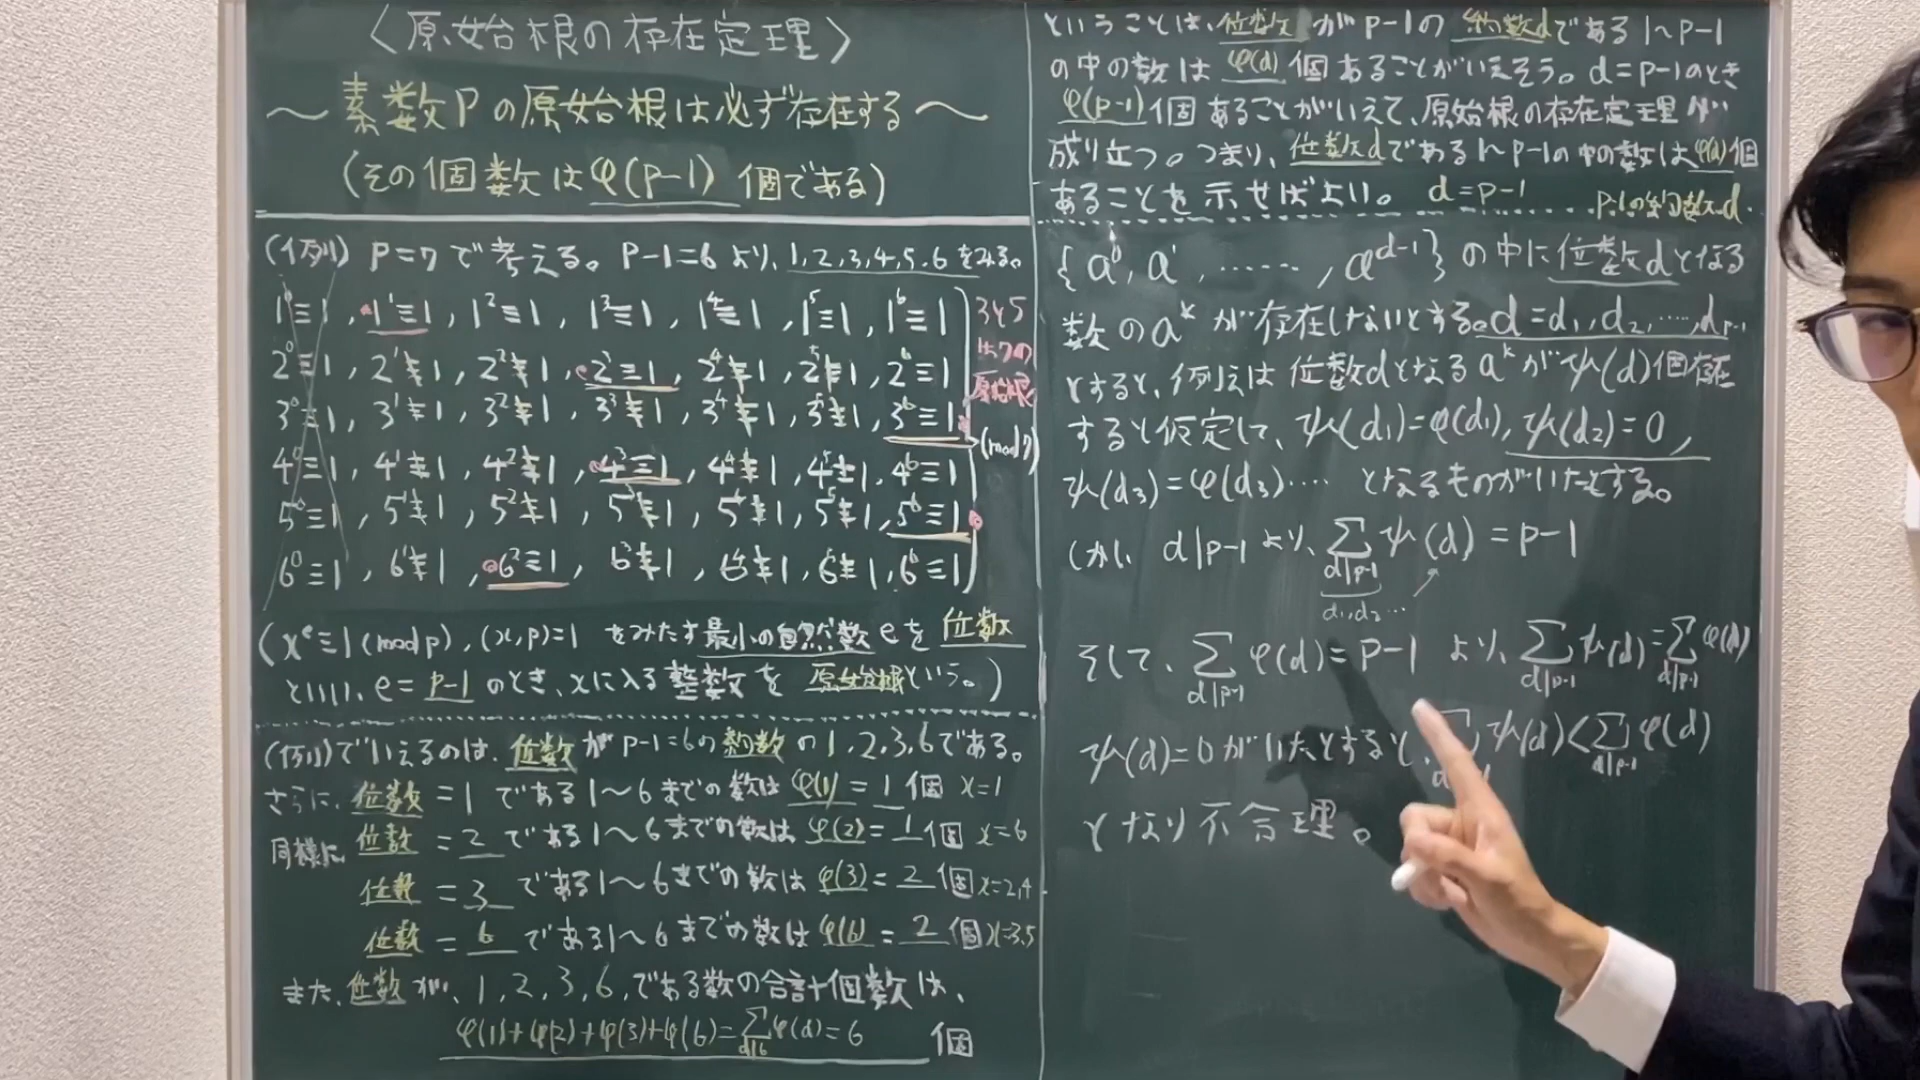 〈原始根の存在定理〉
～素数Pの原始根は必ず存在する～
(その個数はφ(p-1)個である)
(例)P=7で考える。P-1=6より、1,2,3,4,5,6をみる。
1⁰≡1, 1¹≡1, 1²≡1, 1³≡1, 1⁴≡1, 1⁵≡1, 1⁶≡1
2⁰≡1, 2¹≢1, 2²≢1, 2³≡1, 2⁴≢1, 2⁵≢1, 2⁶≡1
3⁰≡1, 3¹≢1, 3²≢1, 3³≢1, 3⁴≢1, 3⁵≢1, 3⁶≡1
4⁰≡1, 4¹≢1, 4²≢1, 4³≡1, 4⁴≢1, 4⁵≢1, 4⁶≡1
5⁰≡1, 5¹≢1, 5²≢1, 5³≢1, 5⁴≢1, 5⁵≢1, 5⁶≡1
6⁰≡1, 6¹≢1, 6²≡1, 6³≢1, 6⁴≢1, 6⁵≢1, 6⁶≡1
3と5
は7の
原始根
(mod 7)
(xᵉ≡1(mod p), (x,p)=1 をみたす最小の自然数eを位数
といい、e=p-1のとき、xに入る整数を原始根という。)
(例)でいえるのは、位数がP-1=6の約数の1,2,3,6である。
さらに、位数=1である1～6までの数はφ(1)=1個 x=1
同様に、位数=2である1～6までの数はφ(2)=1個 x=6
位数=3である1～6までの数はφ(3)=2個 x=2,4
位数=6である1～6までの数はφ(6)=2個 x=3,5
また、位数が、1,2,3,6,である数の合計個数は、
φ(1)+φ(2)+φ(3)+φ(6)=∑φ(d)=6個
d|6
ということは、位数がP-1の約数dである1～P-1
の中の数はφ(d)個あることがいえそう。d=P-1のとき
φ(p-1)個あることがいえて、原始根の存在定理が
成り立つ。つまり、位数dである1～P-1の中の数はφ(d)個
あることを示せばよい。 d=P-1 P-1の約数d
{a⁰, a¹, ……, aᵈ⁻¹}の中に位数dとなる
数のaᵏが存在しないとする。d=d₁,d₂,…,
とすると、例えば位数dとなるaᵏがψ(d)個存在
すると仮定して、ψ(d₁)=φ(d₁), ψ(d₂)=0,
ψ(d₃)=φ(d₃)…となるものがいたとする。
しかし、d|P-1より、∑ψ(d)=P-1
d|P-1
d₁,d₂…
そして、∑φ(d)=P-1より、∑ψ(d)=∑φ(d)
d|P-1 d|P-1 d|P-1
ψ(d)=0がいたとすると、∑ψ(d)<∑φ(d)
d|P-1
となり不合理。